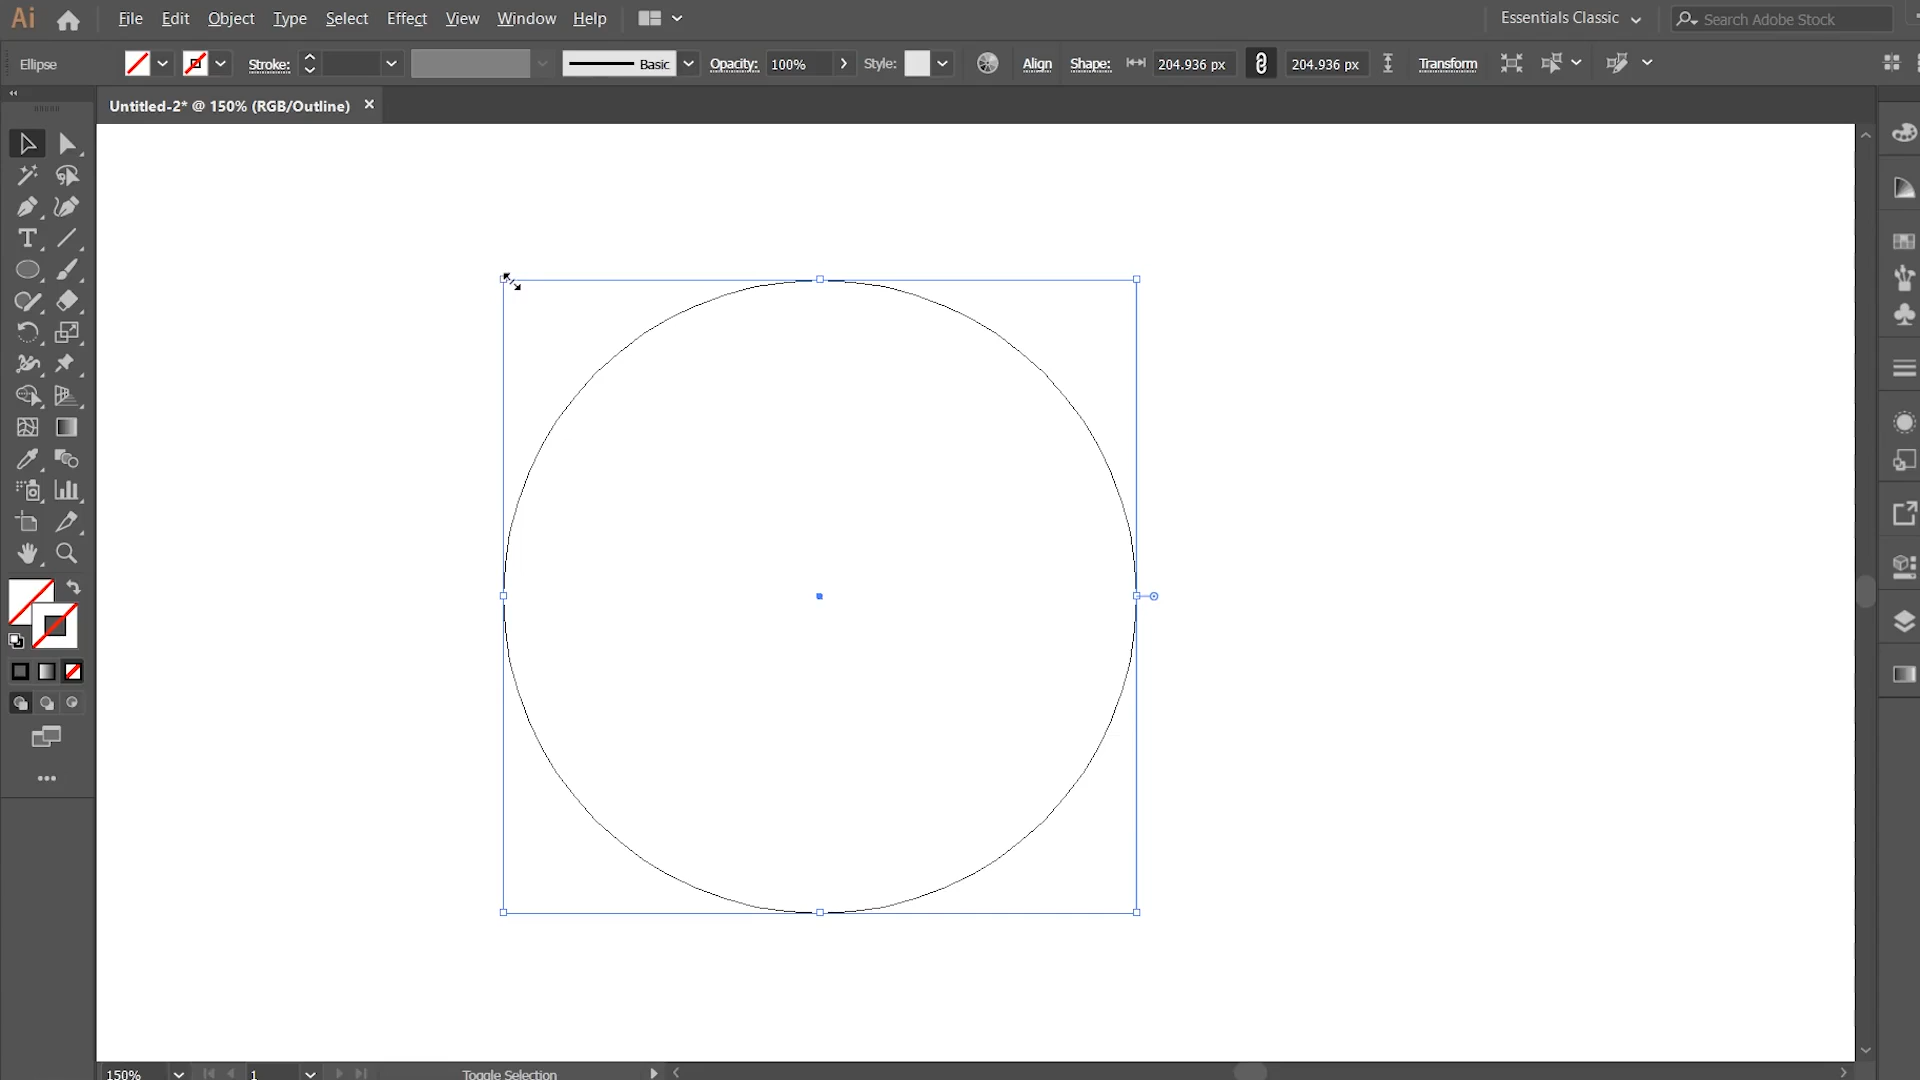 Ai File Edit Object Type Select Effect View Window Help Essentials Classic Search Adobe Stock
Ellipse Stroke: Basic Opacity: 100% Style: Align Shape: 204.936 px 204.936 px Transform
Untitled-2* @ 150% (RGB/Outline)
150% 1 Toggle Selection